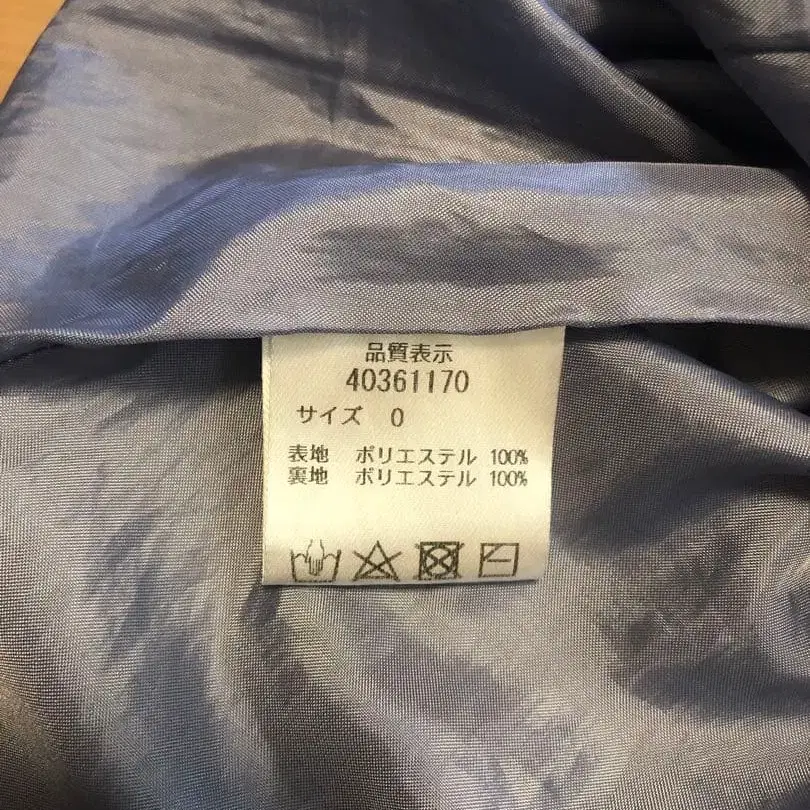 品質表示
40361170
サイズ 0
表地 ポリエステル 100%
裏地 ポリエステル 100%